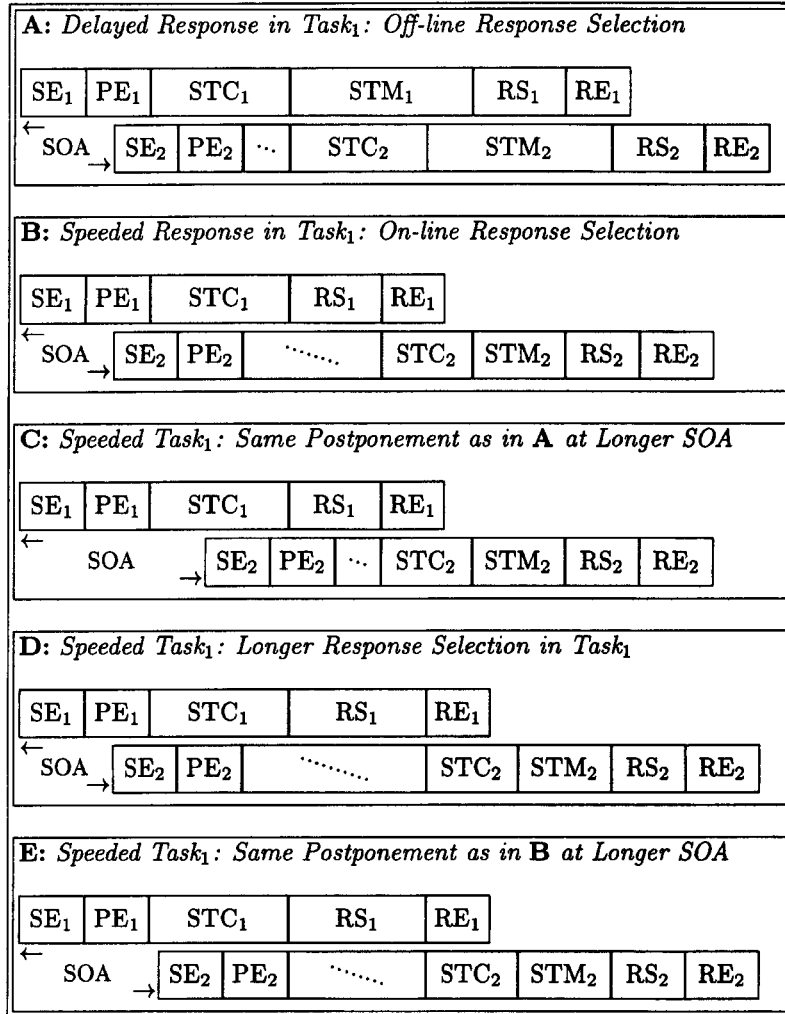 A: Delayed Response in Task₁: Off-line Response Selection
SE₁ PE₁ STC₁ STM₁ RS₁ RE₁
← SOA → SE₂ PE₂ ... STC₂ STM₂ RS₂ RE₂
B: Speeded Response in Task₁: On-line Response Selection
SE₁ PE₁ STC₁ RS₁ RE₁
← SOA → SE₂ PE₂ ........ STC₂ STM₂ RS₂ RE₂
C: Speeded Task₁: Same Postponement as in A at Longer SOA
SE₁ PE₁ STC₁ RS₁ RE₁
← SOA → SE₂ PE₂ ... STC₂ STM₂ RS₂ RE₂
D: Speeded Task₁: Longer Response Selection in Task₁
SE₁ PE₁ STC₁ RS₁ RE₁
← SOA → SE₂ PE₂ ......... STC₂ STM₂ RS₂ RE₂
E: Speeded Task₁: Same Postponement as in B at Longer SOA
SE₁ PE₁ STC₁ RS₁ RE₁
← SOA → SE₂ PE₂ ........ STC₂ STM₂ RS₂ RE₂